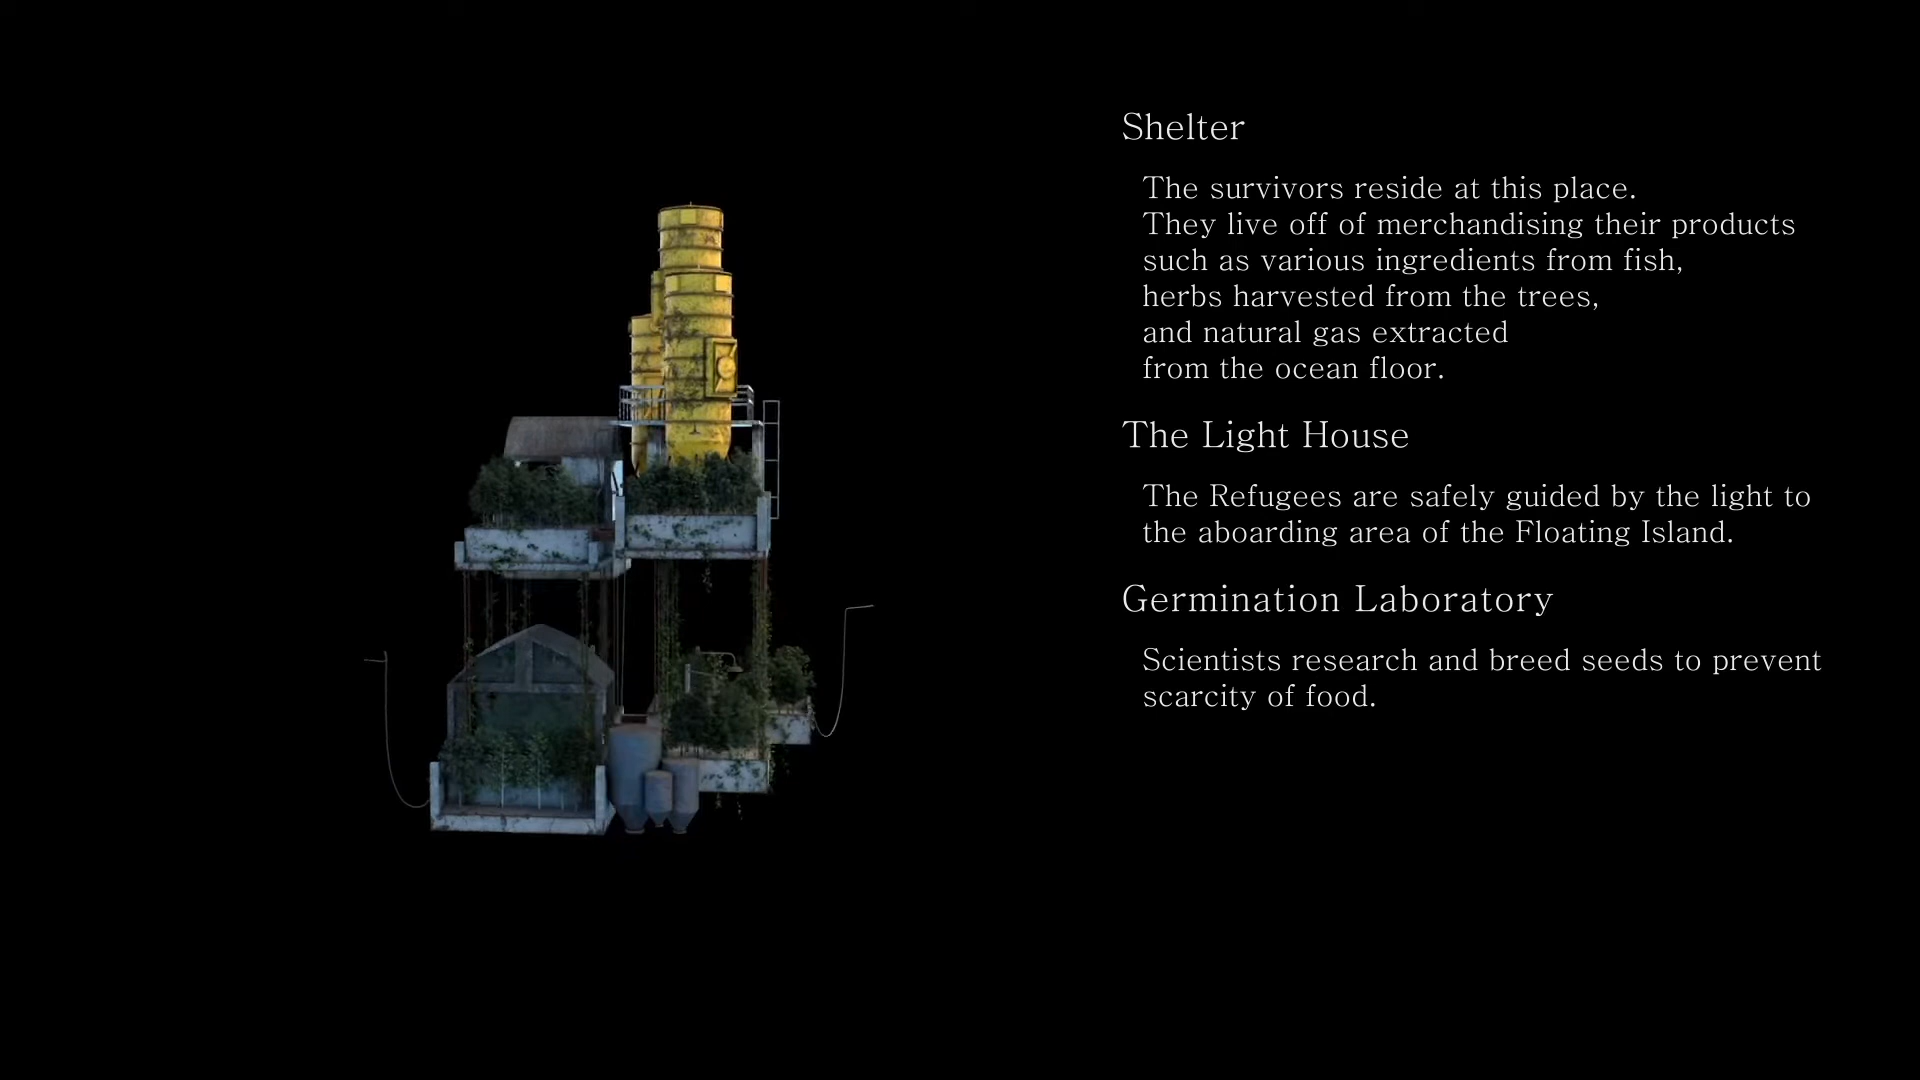 Shelter
The survivors reside at this place.
They live off of merchandising their products
such as various ingredients from fish,
herbs harvested from the trees,
and natural gas extracted
from the ocean floor.
The Light House
The Refugees are safely guided by the light to
the aboarding area of the Floating Island.
Germination Laboratory
Scientists research and breed seeds to prevent
scarcity of food.